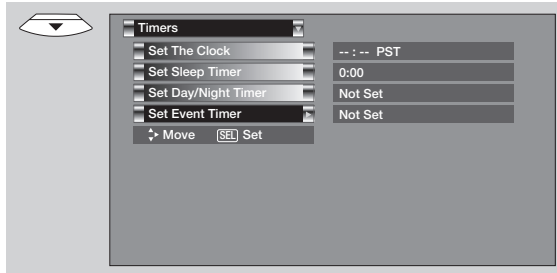 Timers
Set The Clock -- : -- PST
Set Sleep Timer 0:00
Set Day/Night Timer Not Set
Set Event Timer Not Set
Move SEL Set